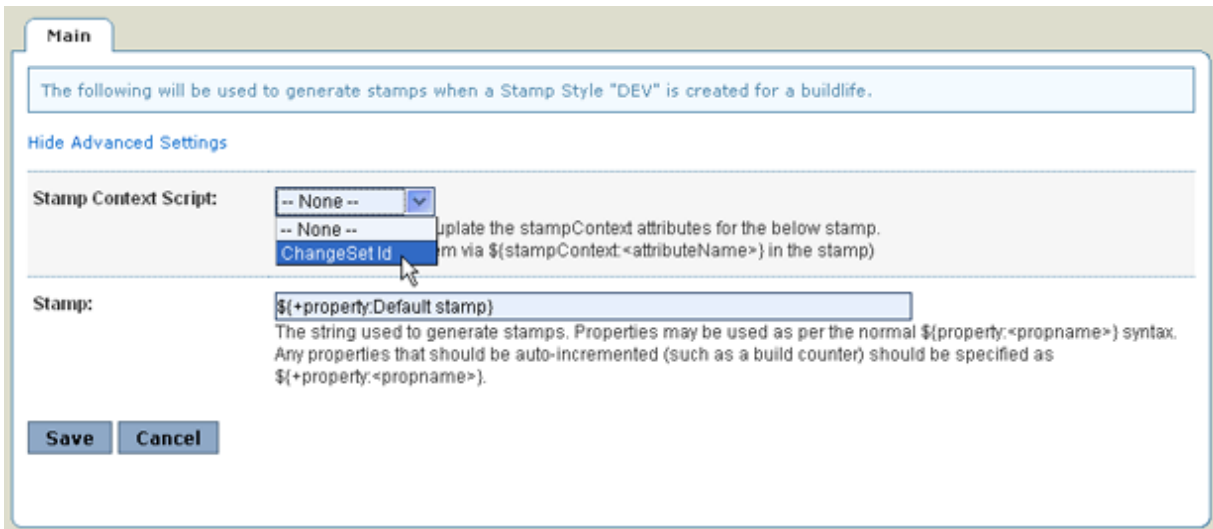 Main
The following will be used to generate stamps when a Stamp Style "DEV" is created for a buildlife.
Hide Advanced Settings
Stamp Context Script:
-- None --
-- None --
uplate the stampContext attributes for the below stamp.
ChangeSet Id
em via ${stampContext:<attributeName>} in the stamp)
Stamp:
${+property:Default stamp}
The string used to generate stamps. Properties may be used as per the normal ${property:<propname>} syntax.
Any properties that should be auto-incremented (such as a build counter) should be specified as
${+property:<propname>}.
Save
Cancel